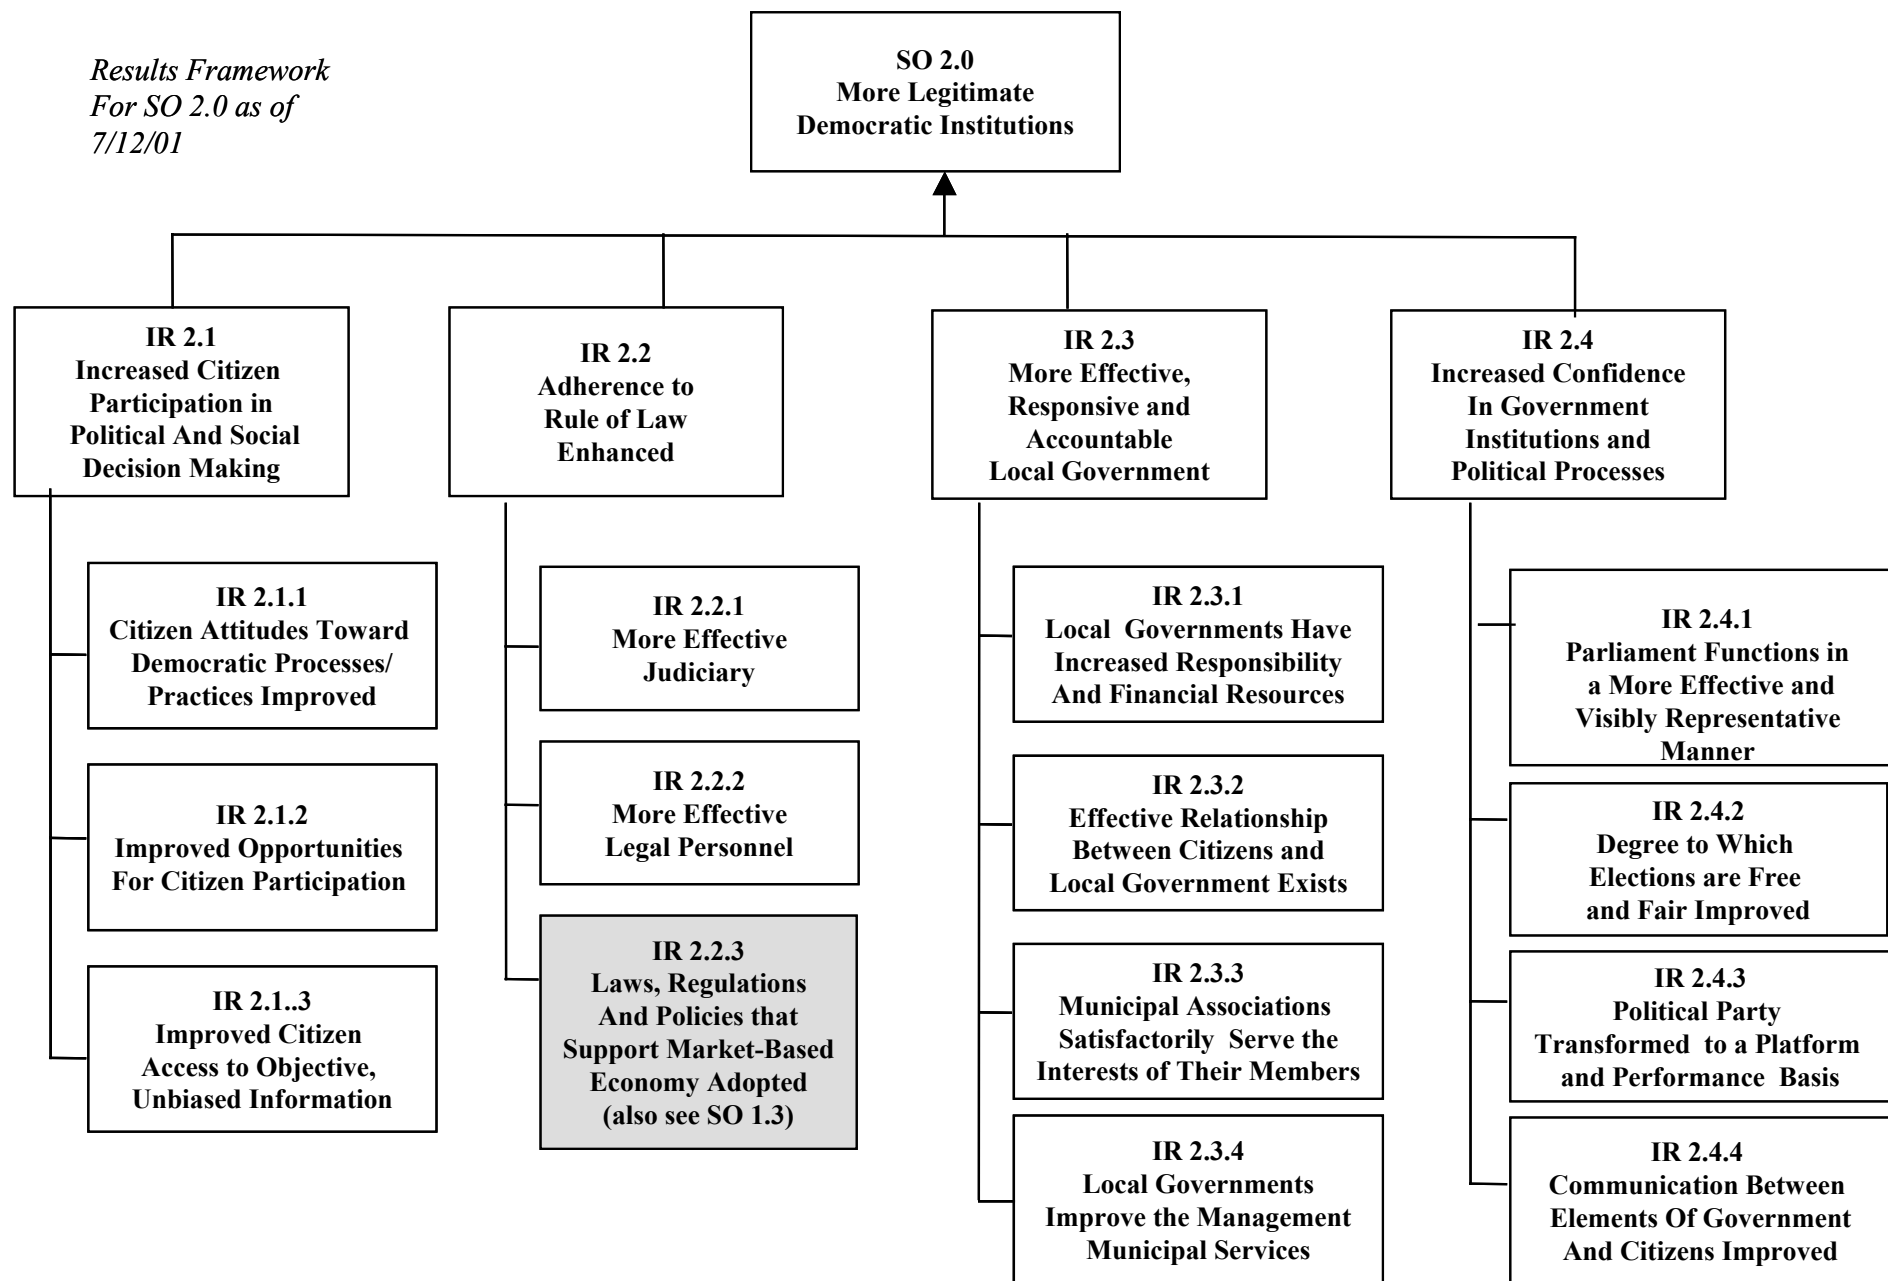 Results Framework
For SO 2.0 as of
7/12/01
SO 2.0
More Legitimate
Democratic Institutions
IR 2.1
Increased Citizen
Participation in
Political And Social
Decision Making
IR 2.2
Adherence to
Rule of Law
Enhanced
IR 2.3
More Effective,
Responsive and
Accountable
Local Government
IR 2.4
Increased Confidence
In Government
Institutions and
Political Processes
IR 2.1.1
Citizen Attitudes Toward
Democratic Processes/
Practices Improved
IR 2.1.2
Improved Opportunities
For Citizen Participation
IR 2.1..3
Improved Citizen
Access to Objective,
Unbiased Information
IR 2.2.1
More Effective
Judiciary
IR 2.2.2
More Effective
Legal Personnel
IR 2.2.3
Laws, Regulations
And Policies that
Support Market-Based
Economy Adopted
(also see SO 1.3)
IR 2.3.1
Local Governments Have
Increased Responsibility
And Financial Resources
IR 2.3.2
Effective Relationship
Between Citizens and
Local Government Exists
IR 2.3.3
Municipal Associations
Satisfactorily Serve the
Interests of Their Members
IR 2.3.4
Local Governments
Improve the Management
Municipal Services
IR 2.4.1
Parliament Functions in
a More Effective and
Visibly Representative
Manner
IR 2.4.2
Degree to Which
Elections are Free
and Fair Improved
IR 2.4.3
Political Party
Transformed to a Platform
and Performance Basis
IR 2.4.4
Communication Between
Elements Of Government
And Citizens Improved